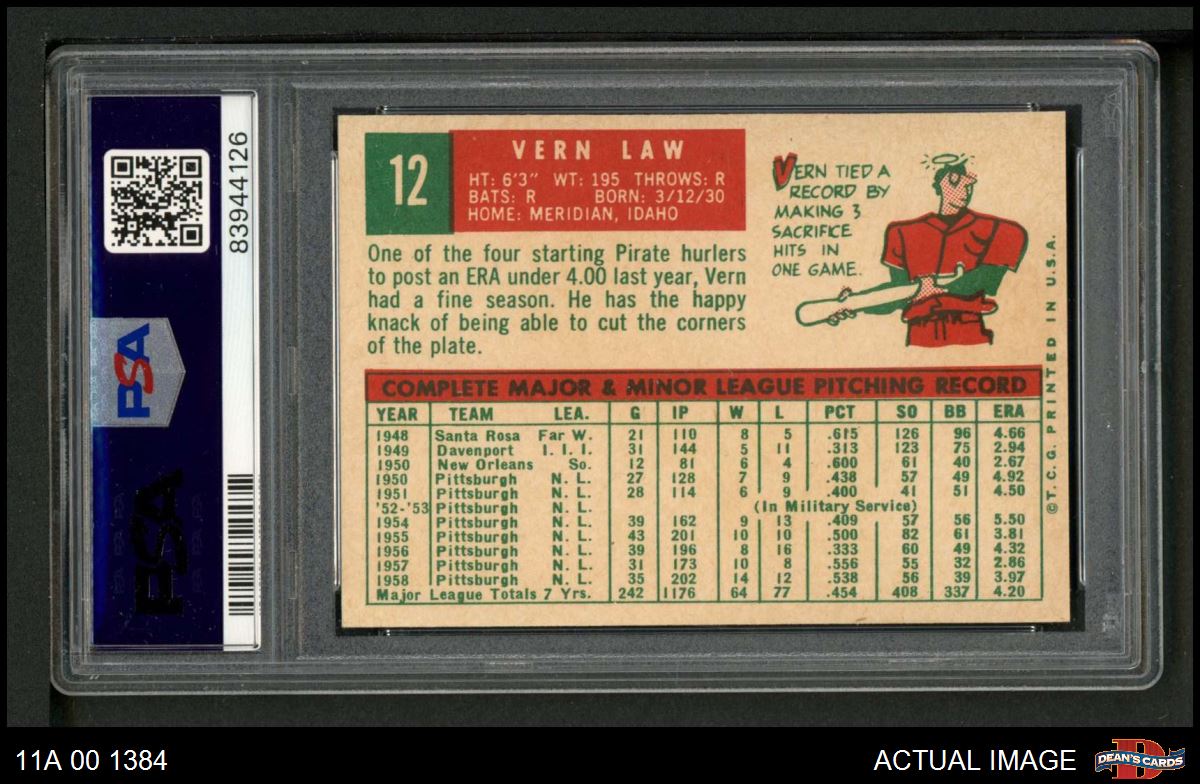 83944126
PSA
PSA
12
VERN LAW
HT: 6'3" WT: 195 THROWS: R
BATS: R BORN: 3/12/30
HOME: MERIDIAN, IDAHO
One of the four starting Pirate hurlers
to post an ERA under 4.00 last year, Vern
had a fine season. He has the happy
knack of being able to cut the corners
of the plate.
VERN TIED A
RECORD BY
MAKING 3
SACRIFICE
HITS IN
ONE GAME.
COMPLETE MAJOR & MINOR LEAGUE PITCHING RECORD
YEAR TEAM LEA. G IP W L PCT SO BB ERA
1948 Santa Rosa Far W. 21 110 8 5 .615 126 96 4.66
1949 Davenport I. I. I. 31 144 5 11 .313 123 75 2.94
1950 New Orleans So. 12 81 6 4 .600 61 40 2.67
1950 Pittsburgh N. L. 27 128 7 9 .438 57 49 4.92
1951 Pittsburgh N. L. 28 114 6 9 .400 41 51 4.50
'52-'53 Pittsburgh N. L. (In Military Service)
1954 Pittsburgh N. L. 39 162 9 13 .409 57 56 5.50
1955 Pittsburgh N. L. 43 201 10 10 .500 82 61 3.81
1956 Pittsburgh N. L. 39 196 8 16 .333 60 49 4.32
1957 Pittsburgh N. L. 31 173 10 8 .556 55 32 2.86
1958 Pittsburgh N. L. 35 202 14 12 .538 56 39 3.97
Major League Totals 7 Yrs. 242 1176 64 77 .454 408 337 4.20
©T.C.G. PRINTED IN U.S.A.
11A 00 1384
ACTUAL IMAGE
D
DEAN'S CARDS